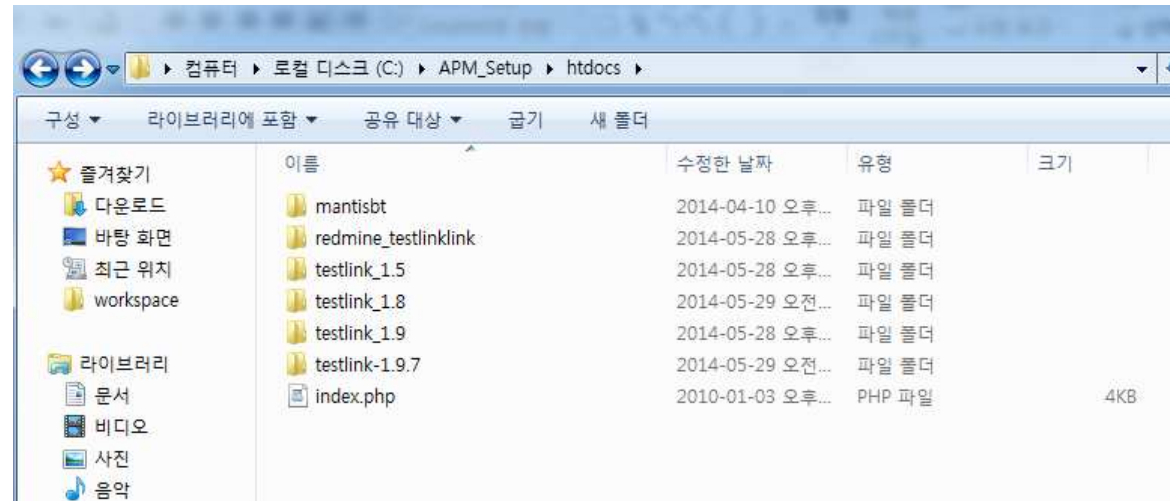 컴퓨터 ▸ 로컬 디스크 (C:) ▸ APM_Setup ▸ htdocs ▸
구성 라이브러리에 포함 공유 대상 굽기 새 폴더
즐겨찾기
다운로드
바탕 화면
최근 위치
workspace
라이브러리
문서
비디오
사진
음악
이름 수정한 날짜 유형 크기
mantisbt 2014-04-10 오후... 파일 폴더
redmine_testlinklink 2014-05-28 오후... 파일 폴더
testlink_1.5 2014-05-28 오후... 파일 폴더
testlink_1.8 2014-05-29 오전... 파일 폴더
testlink_1.9 2014-05-28 오후... 파일 폴더
testlink-1.9.7 2014-05-29 오전... 파일 폴더
index.php 2010-01-03 오후... PHP 파일 4KB